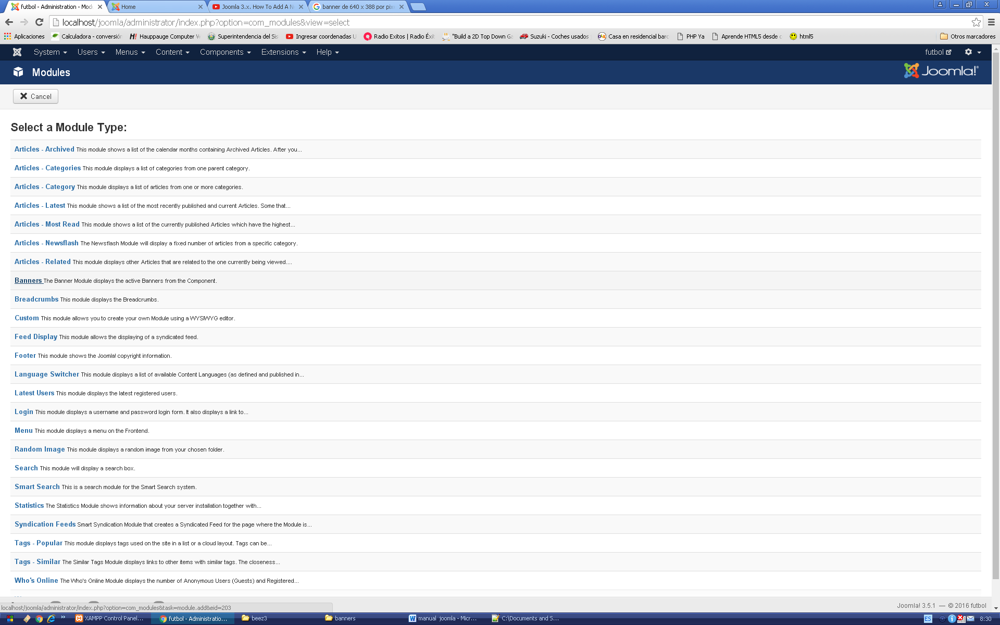 futbol - Administration - Modu
Home
Joomla 3.x. How To Add A N
banner de 640 x 388 por pix
localhost/joomla/administrator/index.php?option=com_modules&view=select
Aplicaciones
Calculadora - conversión
Hauppauge Computer W
Superintendencia del Sis
Ingresar coordenadas U
Radio Exitos | Radio Éxit
"Build a 2D Top Down Ga
Suzuki - Coches usados
Casa en residencial barc
PHP Ya
Aprende HTML5 desde c
html5
Otros marcadores
System
Users
Menus
Content
Components
Extensions
Help
futbol
Modules
Joomla!
Cancel
Select a Module Type:
Articles - Archived This module shows a list of the calendar months containing Archived Articles. After you...
Articles - Categories This module displays a list of categories from one parent category.
Articles - Category This module displays a list of articles from one or more categories.
Articles - Latest This module shows a list of the most recently published and current Articles. Some that...
Articles - Most Read This module shows a list of the currently published Articles which have the highest...
Articles - Newsflash The Newsflash Module will display a fixed number of articles from a specific category.
Articles - Related This module displays other Articles that are related to the one currently being viewed....
Banners The Banner Module displays the active Banners from the Component.
Breadcrumbs This module displays the Breadcrumbs.
Custom This module allows you to create your own Module using a WYSIWYG editor.
Feed Display This module allows the displaying of a syndicated feed.
Footer This module shows the Joomla! copyright information.
Language Switcher This module displays a list of available Content Languages (as defined and published in...
Latest Users This module displays the latest registered users.
Login This module displays a username and password login form. It also displays a link to...
Menu This module displays a menu on the Frontend.
Random Image This module displays a random image from your chosen folder.
Search This module will display a search box.
Smart Search This is a search module for the Smart Search system.
Statistics The Statistics Module shows information about your server installation together with...
Syndication Feeds Smart Syndication Module that creates a Syndicated Feed for the page where the Module is...
Tags - Popular This module displays tags used on the site in a list or a cloud layout. Tags can be...
Tags - Similar The Similar Tags Module displays links to other items with similar tags. The closeness...
Who's Online The Who's Online Module displays the number of Anonymous Users (Guests) and Registered...
localhost/joomla/administrator/index.php?option=com_modules&task=module.add&eid=203
Joomla! 3.5.1 — © 2016 futbol
XAMPP Control Panel...
futbol - Administratio...
beez3
banners
manual joomla - Micr...
C:\Documents and S...
ES
8:30